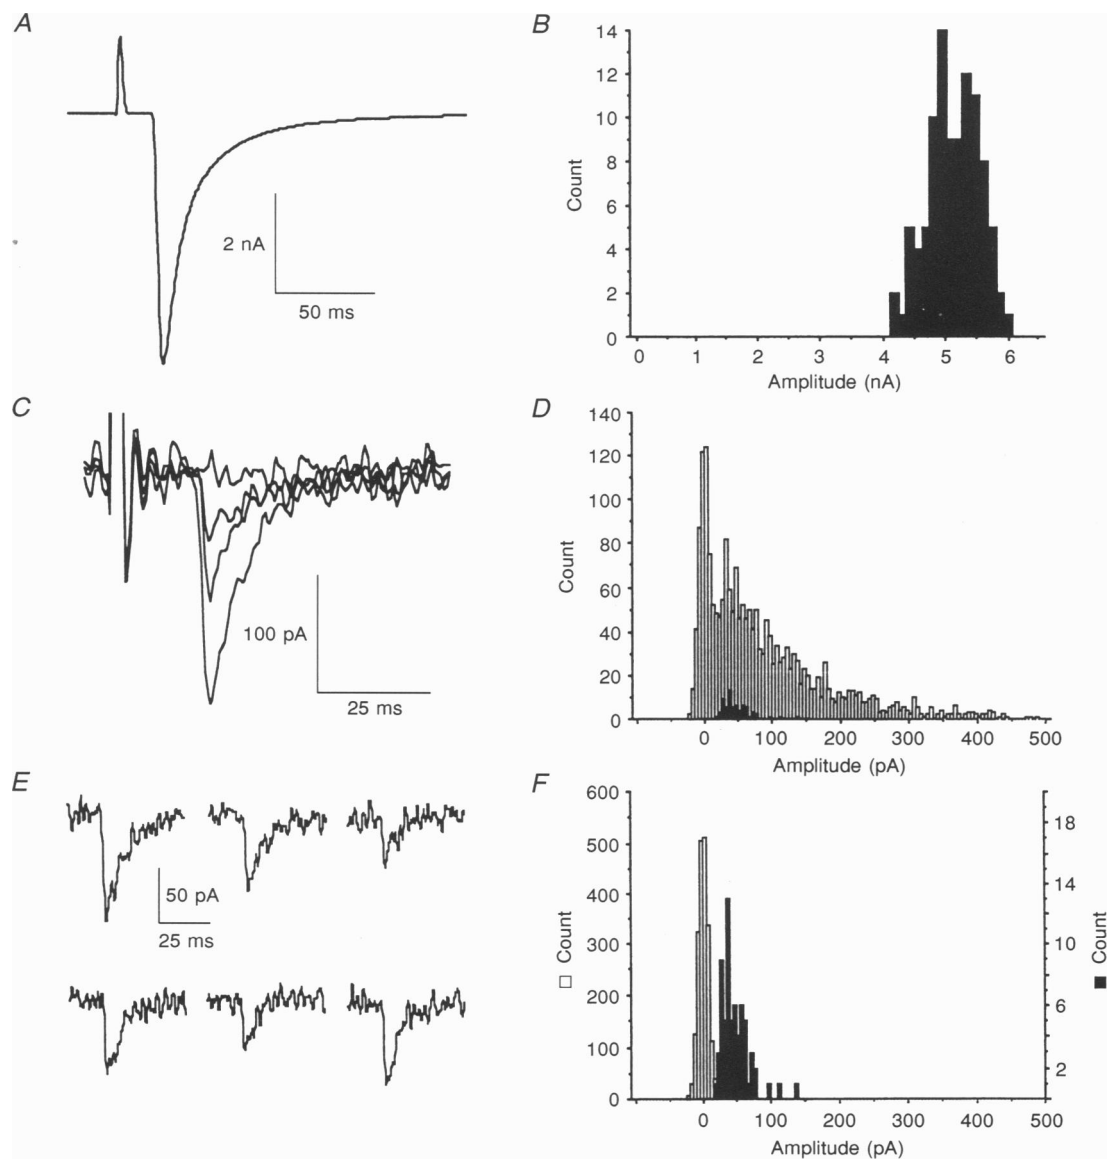 A
2 nA
50 ms
B
14
12
10
8
6
4
2
0
Count
0 1 2 3 4 5 6
Amplitude (nA)
C
100 pA
25 ms
D
140
120
100
80
60
40
20
0
Count
0 100 200 300 400 500
Amplitude (pA)
E
50 pA
25 ms
F
600
500
400
300
200
100
0
□ Count
18
14
10
6
2
■ Count
0 100 200 300 400 500
Amplitude (pA)